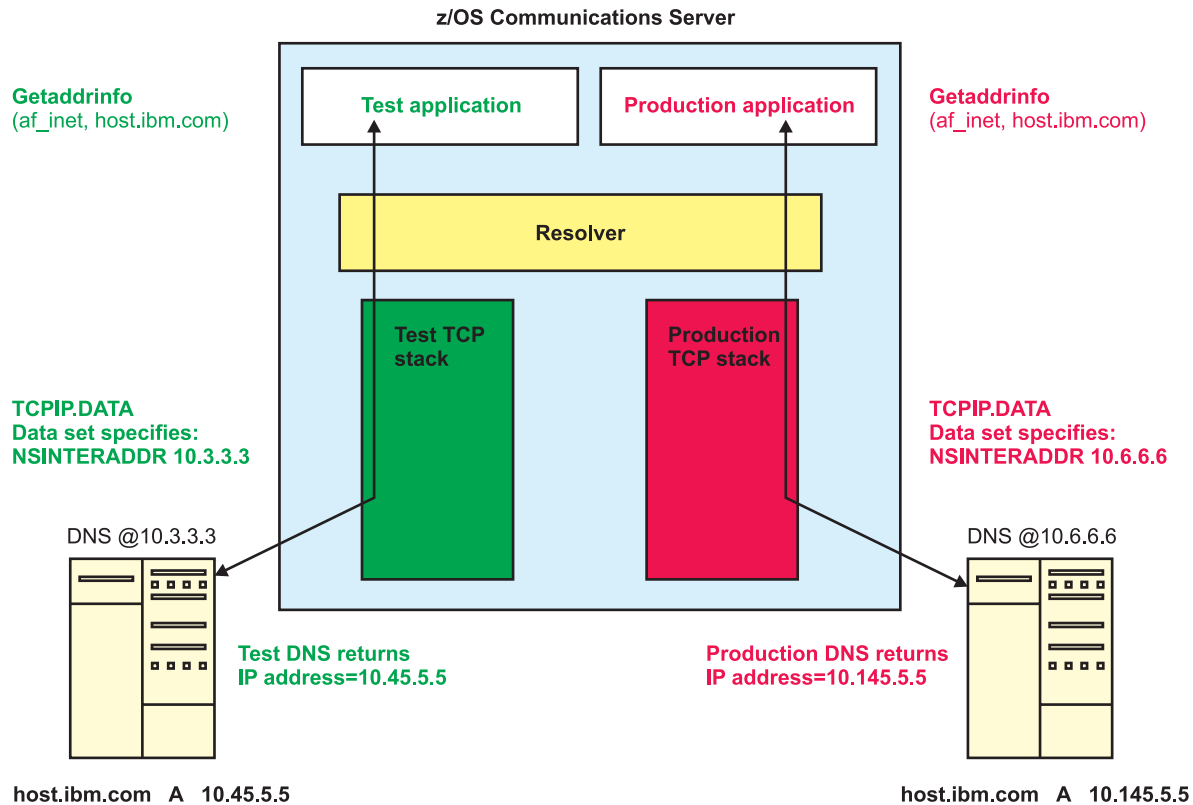 z/OS Communications Server
Getaddrinfo
(af_inet, host.ibm.com)
Test application
Production application
Getaddrinfo
(af_inet, host.ibm.com)
Resolver
Test TCP
stack
Production
TCP stack
TCPIP.DATA
Data set specifies:
NSINTERADDR 10.3.3.3
TCPIP.DATA
Data set specifies:
NSINTERADDR 10.6.6.6
DNS @10.3.3.3
DNS @10.6.6.6
Test DNS returns
IP address=10.45.5.5
Production DNS returns
IP address=10.145.5.5
host.ibm.com A 10.45.5.5
host.ibm.com A 10.145.5.5